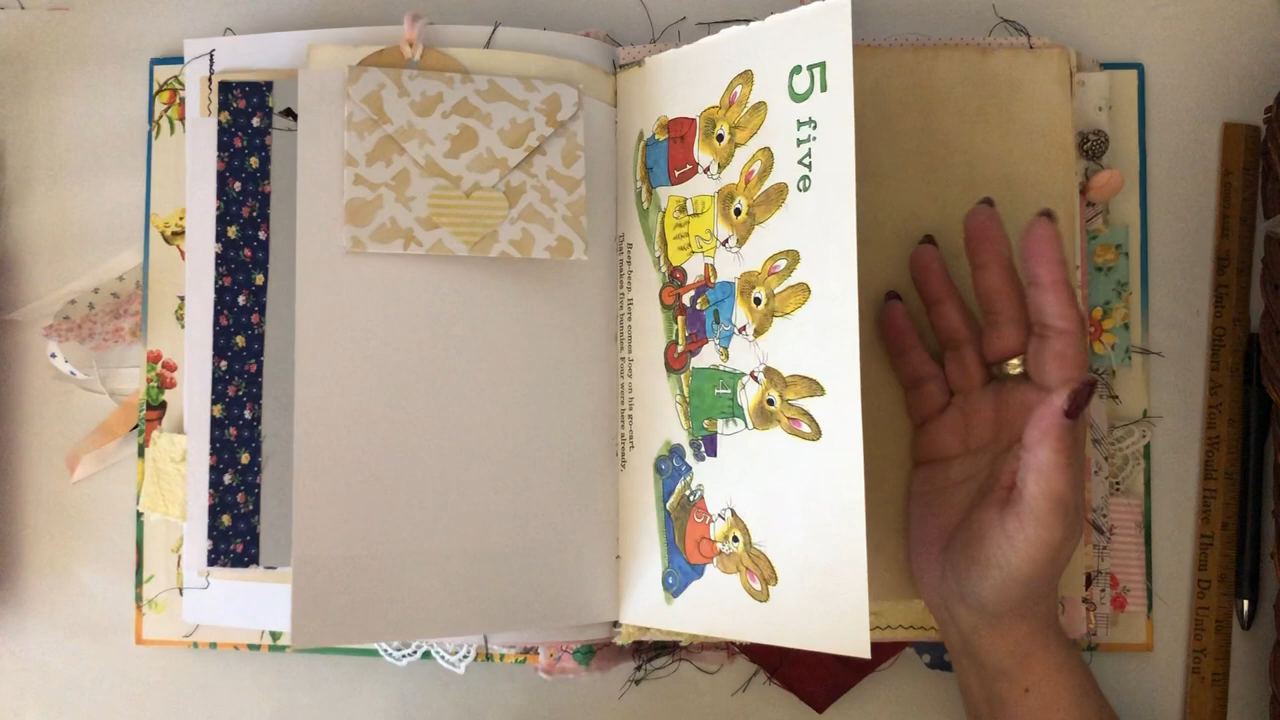 5 five
1
2
3
4
5
Beep-beep. Here comes Joey on his go-cart.
That makes five bunnies. Four were here already,
Unto Others As You Would Have Them Do Unto You"